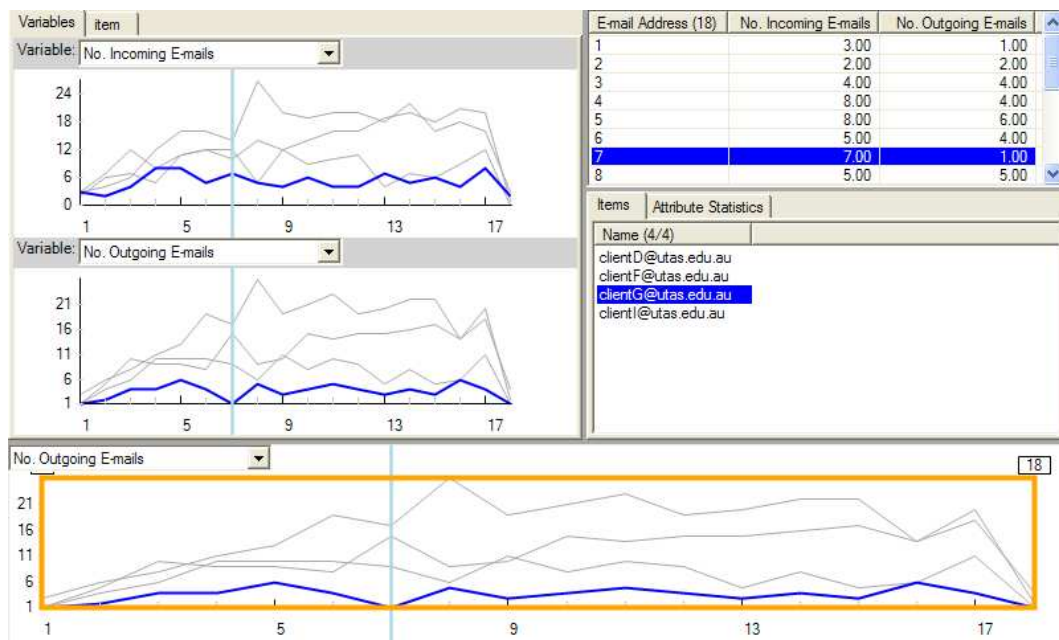 Variables item
Variable: No. Incoming E-mails
24
18
12
6
0
1 5 9 13 17
Variable: No. Outgoing E-mails
21
16
11
6
1
1 5 9 13 17
E-mail Address (18) No. Incoming E-mails No. Outgoing E-mails
1 3.00 1.00
2 2.00 2.00
3 4.00 4.00
4 8.00 4.00
5 8.00 6.00
6 5.00 4.00
7 7.00 1.00
8 5.00 5.00
Items Attribute Statistics
Name (4/4)
clientD@utas.edu.au
clientF@utas.edu.au
clientG@utas.edu.au
clientI@utas.edu.au
No. Outgoing E-mails
18
21
16
11
6
1
1 5 9 13 17